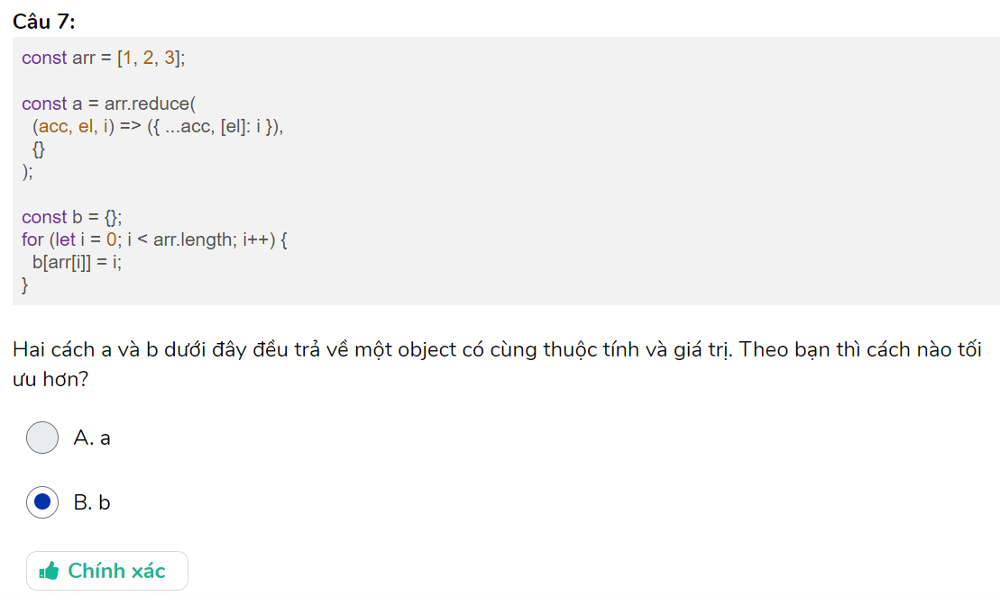 Câu 7:
const arr = [1, 2, 3];
const a = arr.reduce(
(acc, el, i) => ({ ...acc, [el]: i }),
{}
);
const b = {};
for (let i = 0; i < arr.length; i++) {
b[arr[i]] = i;
}
Hai cách a và b dưới đây đều trả về một object có cùng thuộc tính và giá trị. Theo bạn thì cách nào tối
ưu hơn?
A. a
B. b
Chính xác